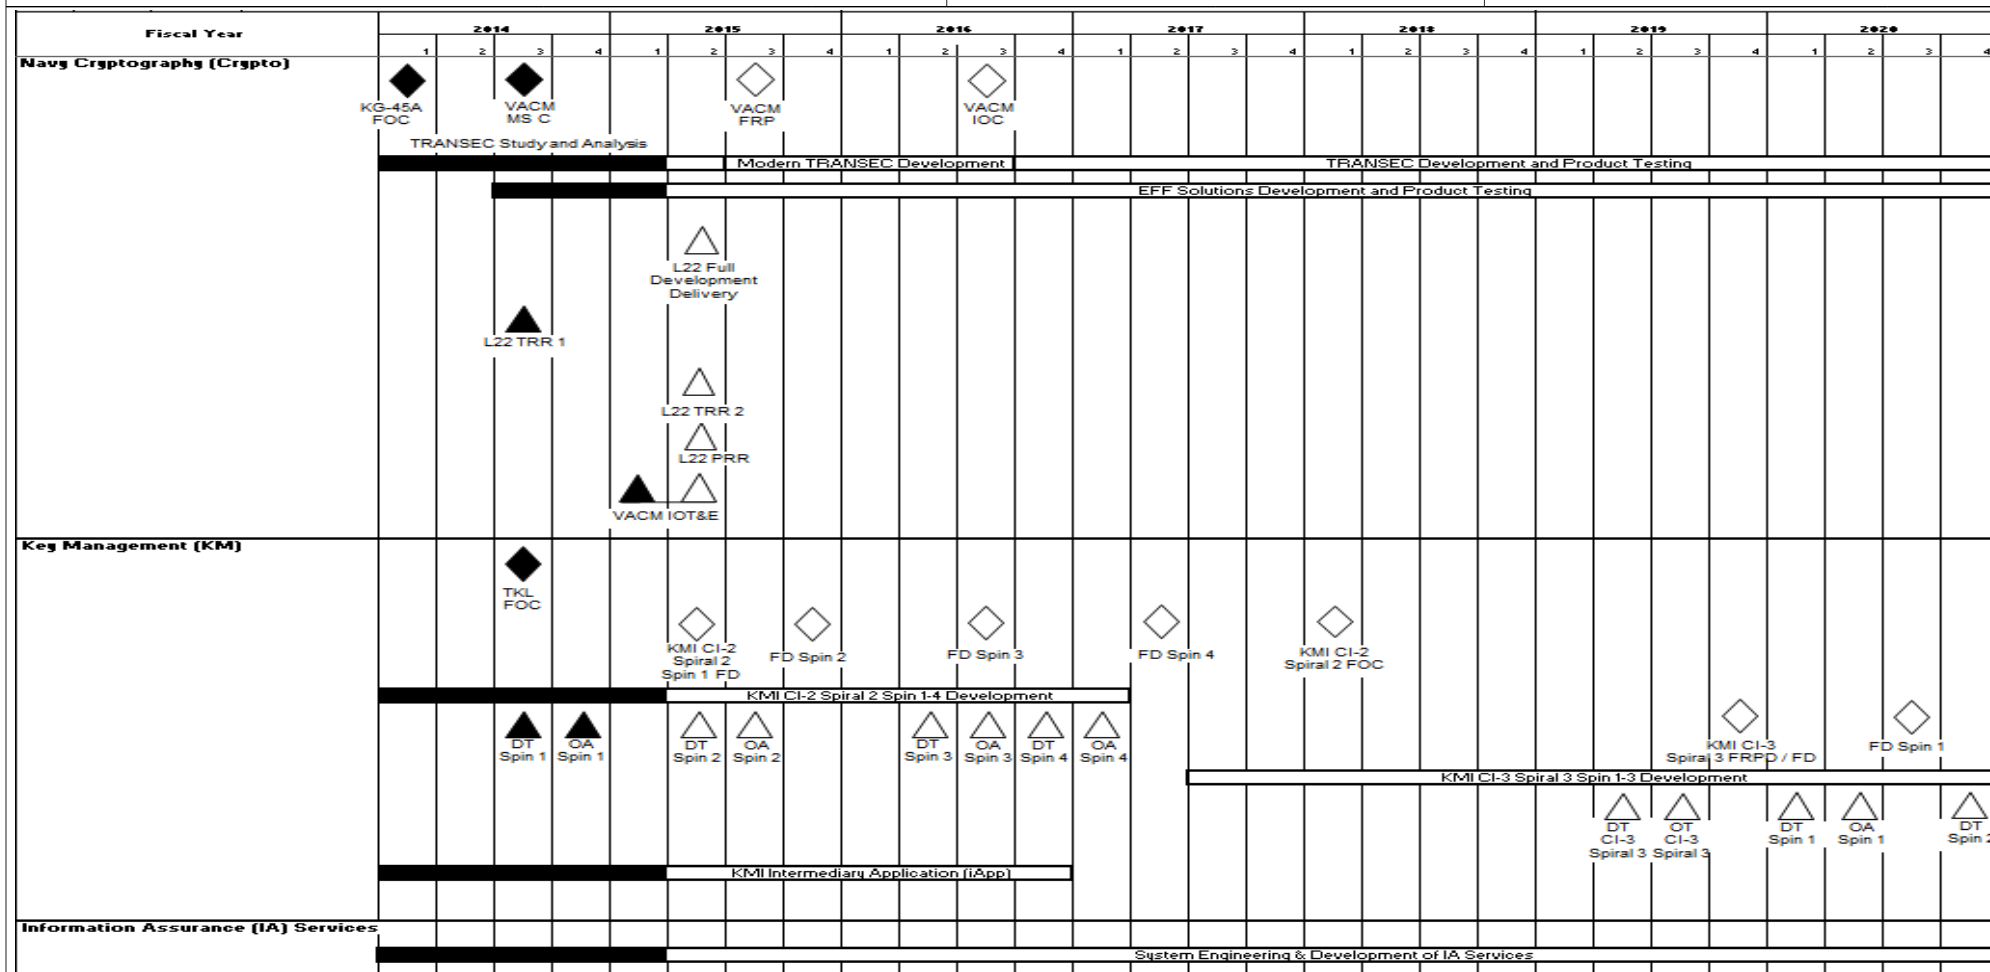 Fiscal Year 2014 2015 2016 2017 2018 2019 2020
1 2 3 4 1 2 3 4 1 2 3 4 1 2 3 4 1 2 3 4 1 2 3 4 1 2 3 4
Navy Cryptography (Crypto)
KG-45A
FOC
VACM
MS C
VACM
FRP
VACM
IOC
TRANSEC Study and Analysis
Modern TRANSEC Development
TRANSEC Development and Product Testing
EFF Solutions Development and Product Testing
L22 Full
Development
Delivery
L22 TRR 1
L22 TRR 2
L22 PRR
VACM IOT&E
Key Management (KM)
TKL
FOC
KMI CI-2
Spiral 2
Spin 1 FD
FD Spin 2
FD Spin 3
FD Spin 4
KMI CI-2
Spiral 2 FOC
KMI CI-2 Spiral 2 Spin 1-4 Development
DT
Spin 1
OA
Spin 1
DT
Spin 2
OA
Spin 2
DT
Spin 3
OA
Spin 3
DT
Spin 4
OA
Spin 4
KMI CI-3
Spiral 3 FRPD / FD
FD Spin 1
KMI CI-3 Spiral 3 Spin 1-3 Development
DT
CI-3
Spiral 3
OT
CI-3
Spiral 3
DT
Spin 1
OA
Spin 1
DT
Spin 2
KMI Intermediary Application (iApp)
Information Assurance (IA) Services
System Engineering & Development of IA Services